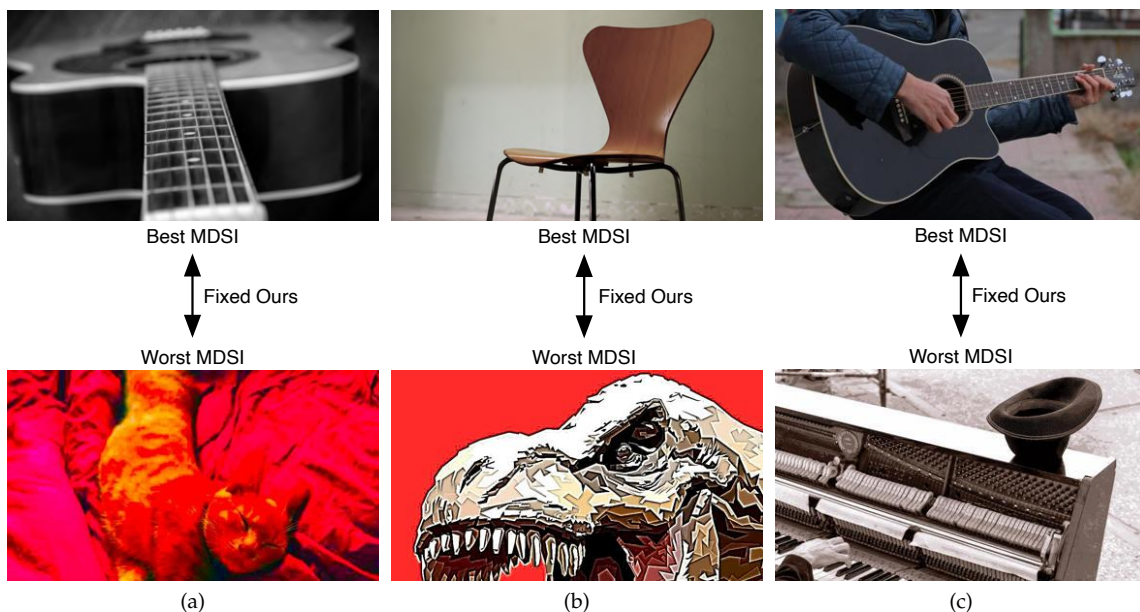 Best MDSI
Best MDSI
Best MDSI
Fixed Ours
Fixed Ours
Fixed Ours
Worst MDSI
Worst MDSI
Worst MDSI
(a)
(b)
(c)